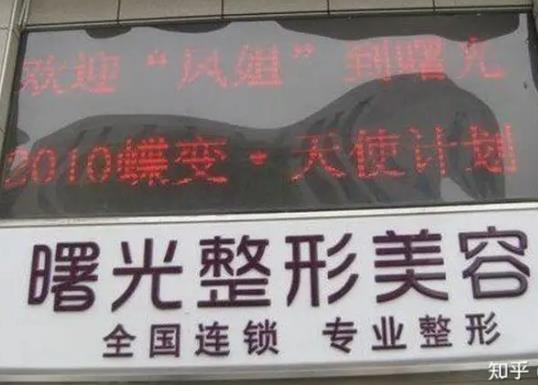 欢迎“凤姐”到曙光
2010蝶变·天使计划
曙光整形美容
全国连锁 专业整形
知乎